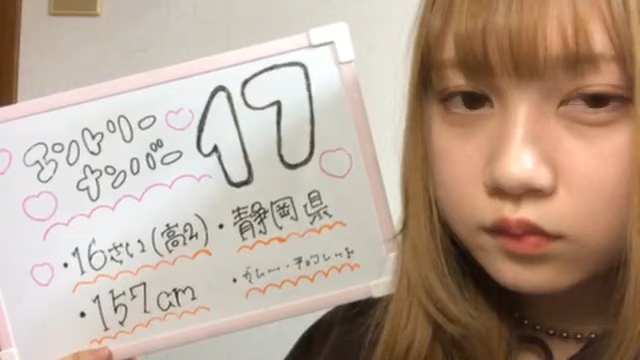 エントリー
ナンバー 17
・16さい(高2)・静岡県
・157cm ・カレー・チョコレート